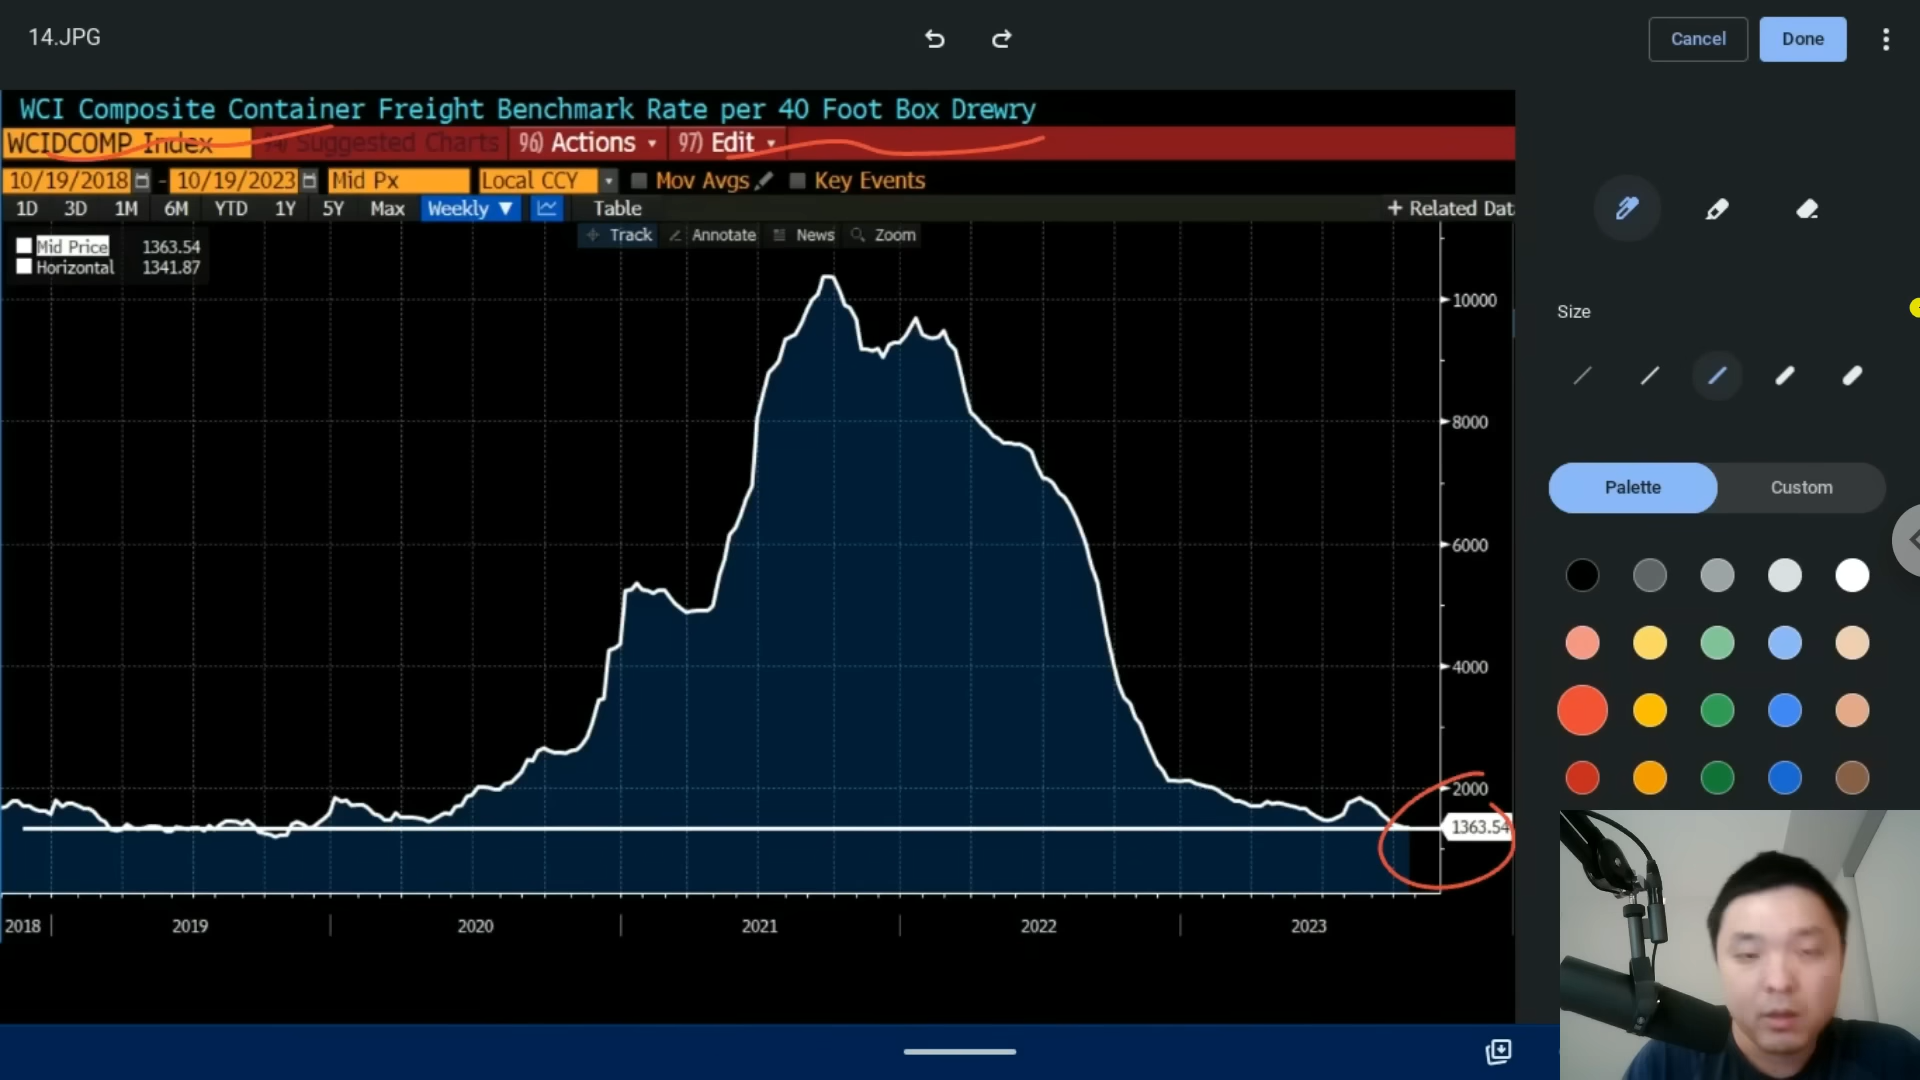 14.JPG
Cancel
Done
WCI Composite Container Freight Benchmark Rate per 40 Foot Box Drewry
WCIDCOMP Index 94) Suggested Charts 96) Actions 97) Edit
10/19/2018 - 10/19/2023 Mid Px Local CCY Mov Avgs Key Events
1D 3D 1M 6M YTD 1Y 5Y Max Weekly ▼ Table + Related Dat
Track Annotate News Zoom
Mid Price 1363.54
Horizontal 1341.87
10000
8000
6000
4000
2000
1363.54
2018 2019 2020 2021 2022 2023
Size
Palette
Custom